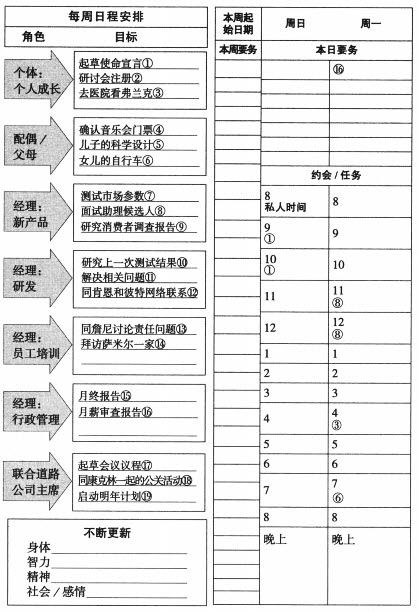 每周日程安排
角色 目标
个体：
个人成长
起草使命宣言①
研讨会注册②
去医院看弗兰克③
配偶／
父母
确认音乐会门票④
儿子的科学设计⑤
女儿的自行车⑥
经理：
新产品
测试市场参数⑦
面试助理候选人⑧
研究消费者调查报告⑨
经理：
研发
研究上一次测试结果⑩
解决相关问题⑪
同肯恩和彼特网络联系⑫
经理：
员工培训
同詹尼讨论责任问题⑬
拜访萨米尔一家⑭
经理：
行政管理
月终报告⑮
月薪审查报告⑯
联合道路
公司主席
起草会议议程⑰
同康克林一起的公关活动⑱
启动明年计划⑲
不断更新
身体
智力
精神
社会／感情
本周起
始日期
周日 周一
本周要务 本日要务
⑯
约会/任务
8 8
私人时间
9 9
①
10 10
①
11 11
⑧
12 12
⑧
1 1
2 2
3 3
4 4
③
5 5
6 6
7 7
⑥
8 8
晚上 晚上